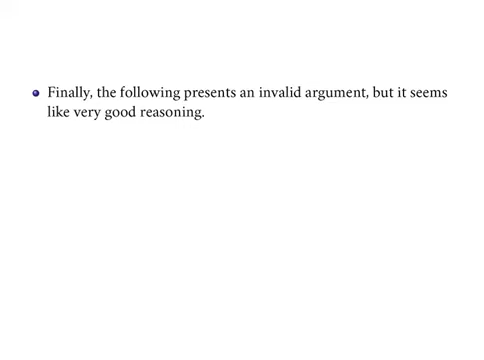 Finally, the following presents an invalid argument, but it seems
like very good reasoning.